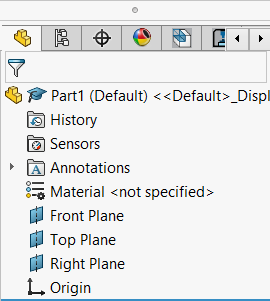 Part1 (Default) <<Default>_Displ
History
Sensors
Annotations
Material <not specified>
Front Plane
Top Plane
Right Plane
Origin